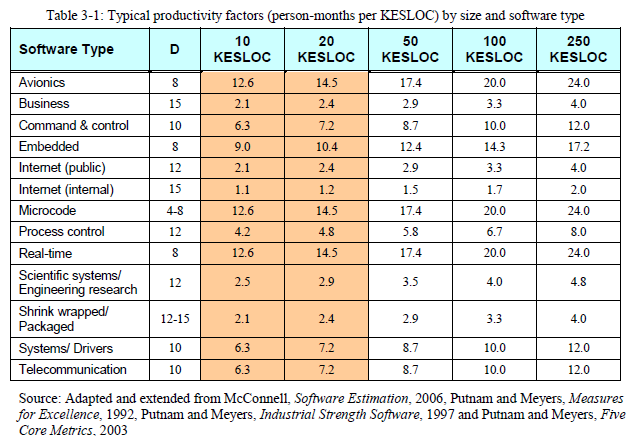 Table 3-1: Typical productivity factors (person-months per KESLOC) by size and software type
Software Type D 10 KESLOC 20 KESLOC 50 KESLOC 100 KESLOC 250 KESLOC
Avionics 8 12.6 14.5 17.4 20.0 24.0
Business 15 2.1 2.4 2.9 3.3 4.0
Command & control 10 6.3 7.2 8.7 10.0 12.0
Embedded 8 9.0 10.4 12.4 14.3 17.2
Internet (public) 12 2.1 2.4 2.9 3.3 4.0
Internet (internal) 15 1.1 1.2 1.5 1.7 2.0
Microcode 4-8 12.6 14.5 17.4 20.0 24.0
Process control 12 4.2 4.8 5.8 6.7 8.0
Real-time 8 12.6 14.5 17.4 20.0 24.0
Scientific systems/
Engineering research 12 2.5 2.9 3.5 4.0 4.8
Shrink wrapped/
Packaged 12-15 2.1 2.4 2.9 3.3 4.0
Systems/ Drivers 10 6.3 7.2 8.7 10.0 12.0
Telecommunication 10 6.3 7.2 8.7 10.0 12.0
Source: Adapted and extended from McConnell, Software Estimation, 2006, Putnam and Meyers, Measures
for Excellence, 1992, Putnam and Meyers, Industrial Strength Software, 1997 and Putnam and Meyers, Five
Core Metrics, 2003